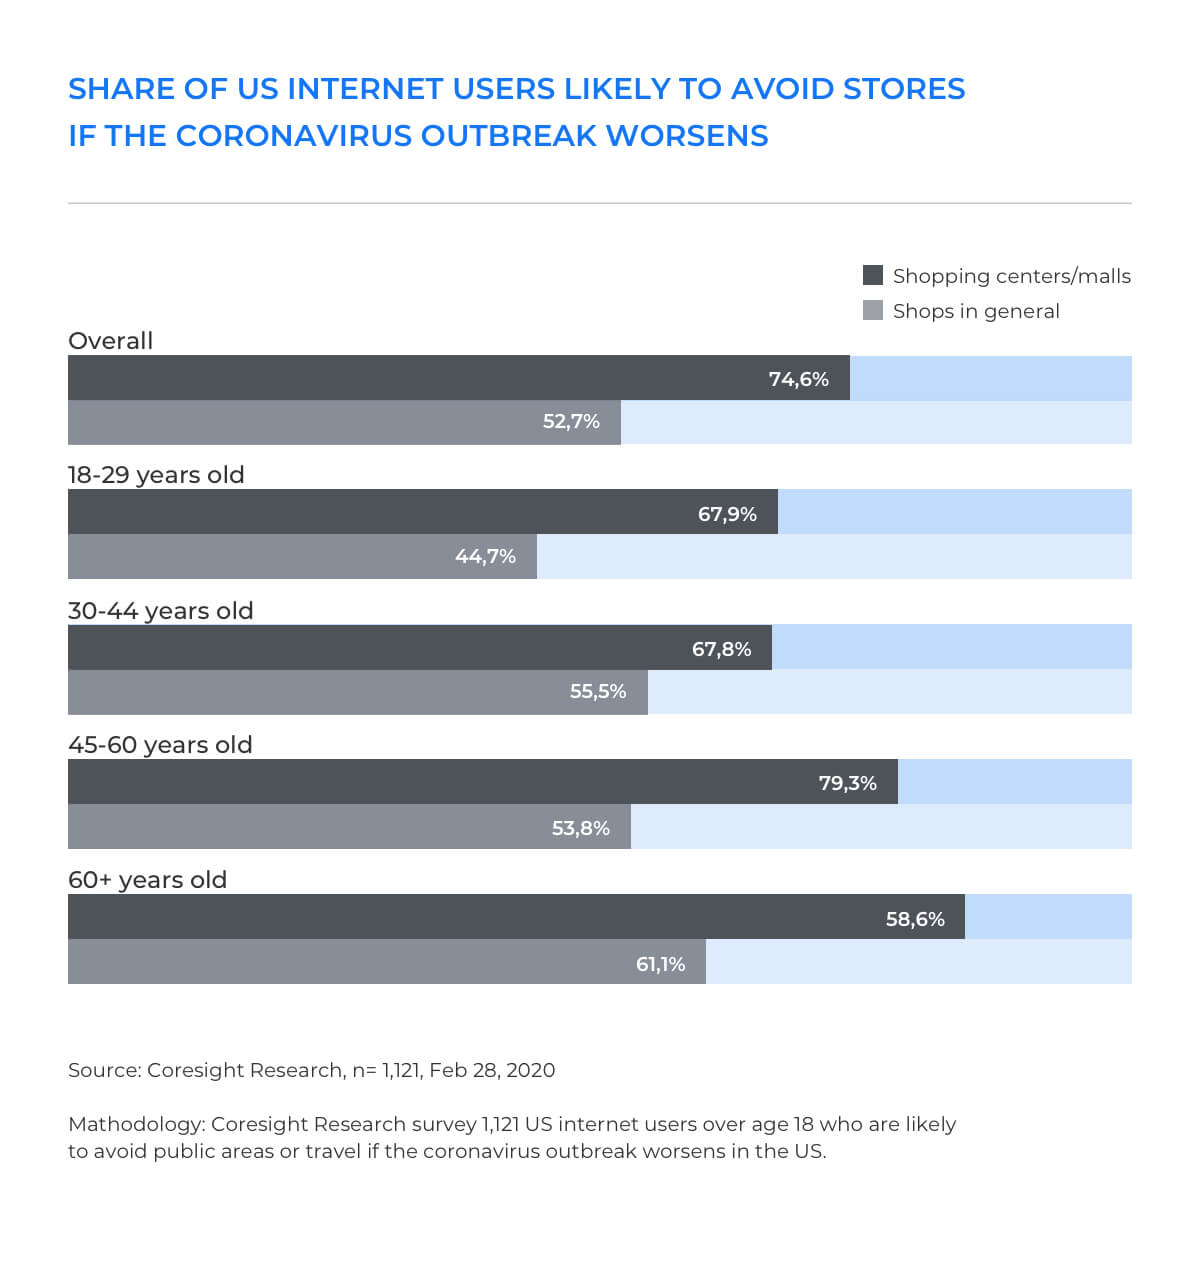 SHARE OF US INTERNET USERS LIKELY TO AVOID STORES
IF THE CORONAVIRUS OUTBREAK WORSENS
Shopping centers/malls
Shops in general
Overall
74,6%
52,7%
18-29 years old
67,9%
44,7%
30-44 years old
67,8%
55,5%
45-60 years old
79,3%
53,8%
60+ years old
58,6%
61,1%
Source: Coresight Research, n= 1,121, Feb 28, 2020
Mathodology: Coresight Research survey 1,121 US internet users over age 18 who are likely
to avoid public areas or travel if the coronavirus outbreak worsens in the US.